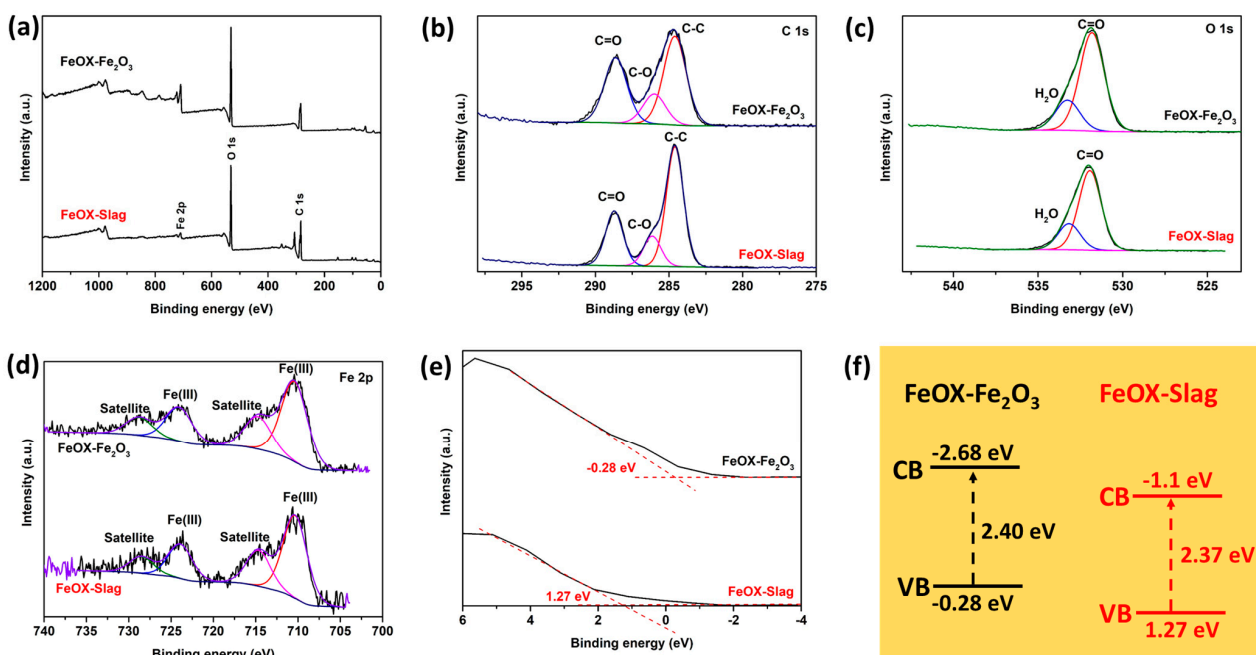 (a)
FeOX-Fe2O3
O 1s
Fe 2p
C 1s
FeOX-Slag
Intensity (a.u.)
1200 1000 800 600 400 200 0
Binding energy (eV)
(b)
C 1s
C=O
C-O
C-C
FeOX-Fe2O3
C-C
C=O
C-O
FeOX-Slag
Intensity (a.u.)
295 290 285 280 275
Binding energy (eV)
(c)
O 1s
C=O
H2O
FeOX-Fe2O3
C=O
H2O
FeOX-Slag
Intensity (a.u.)
540 535 530 525
Binding energy (eV)
(d)
Fe 2p
Fe(III)
Fe(III)
Satellite
Satellite
FeOX-Fe2O3
Fe(III)
Fe(III)
Satellite
Satellite
FeOX-Slag
Intensity (a.u.)
740 735 730 725 720 715 710 705 700
Binding energy (eV)
(e)
-0.28 eV
FeOX-Fe2O3
1.27 eV
FeOX-Slag
Intensity (a.u.)
6 4 2 0 -2 -4
Binding energy (eV)
(f)
FeOX-Fe2O3
FeOX-Slag
-2.68 eV
CB
2.40 eV
VB
-0.28 eV
-1.1 eV
CB
2.37 eV
VB
1.27 eV